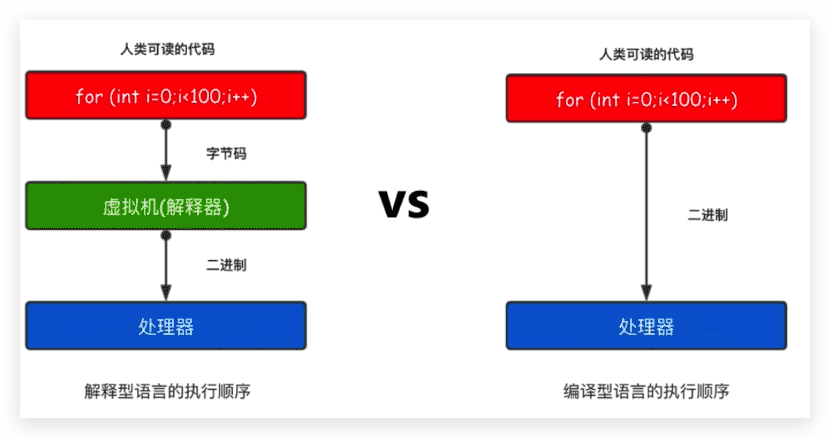 人类可读的代码
for (int i=0;i<100;i++)
字节码
虚拟机(解释器)
二进制
处理器
解释型语言的执行顺序
VS
人类可读的代码
for (int i=0;i<100;i++)
二进制
处理器
编译型语言的执行顺序